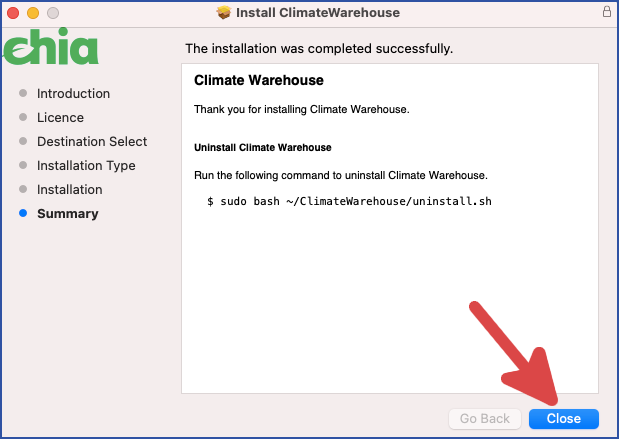 Install ClimateWarehouse
chia
The installation was completed successfully.
Introduction
Licence
Destination Select
Installation Type
Installation
Summary
Climate Warehouse
Thank you for installing Climate Warehouse.
Uninstall Climate Warehouse
Run the following command to uninstall Climate Warehouse.
$ sudo bash ~/ClimateWarehouse/uninstall.sh
Go Back
Close